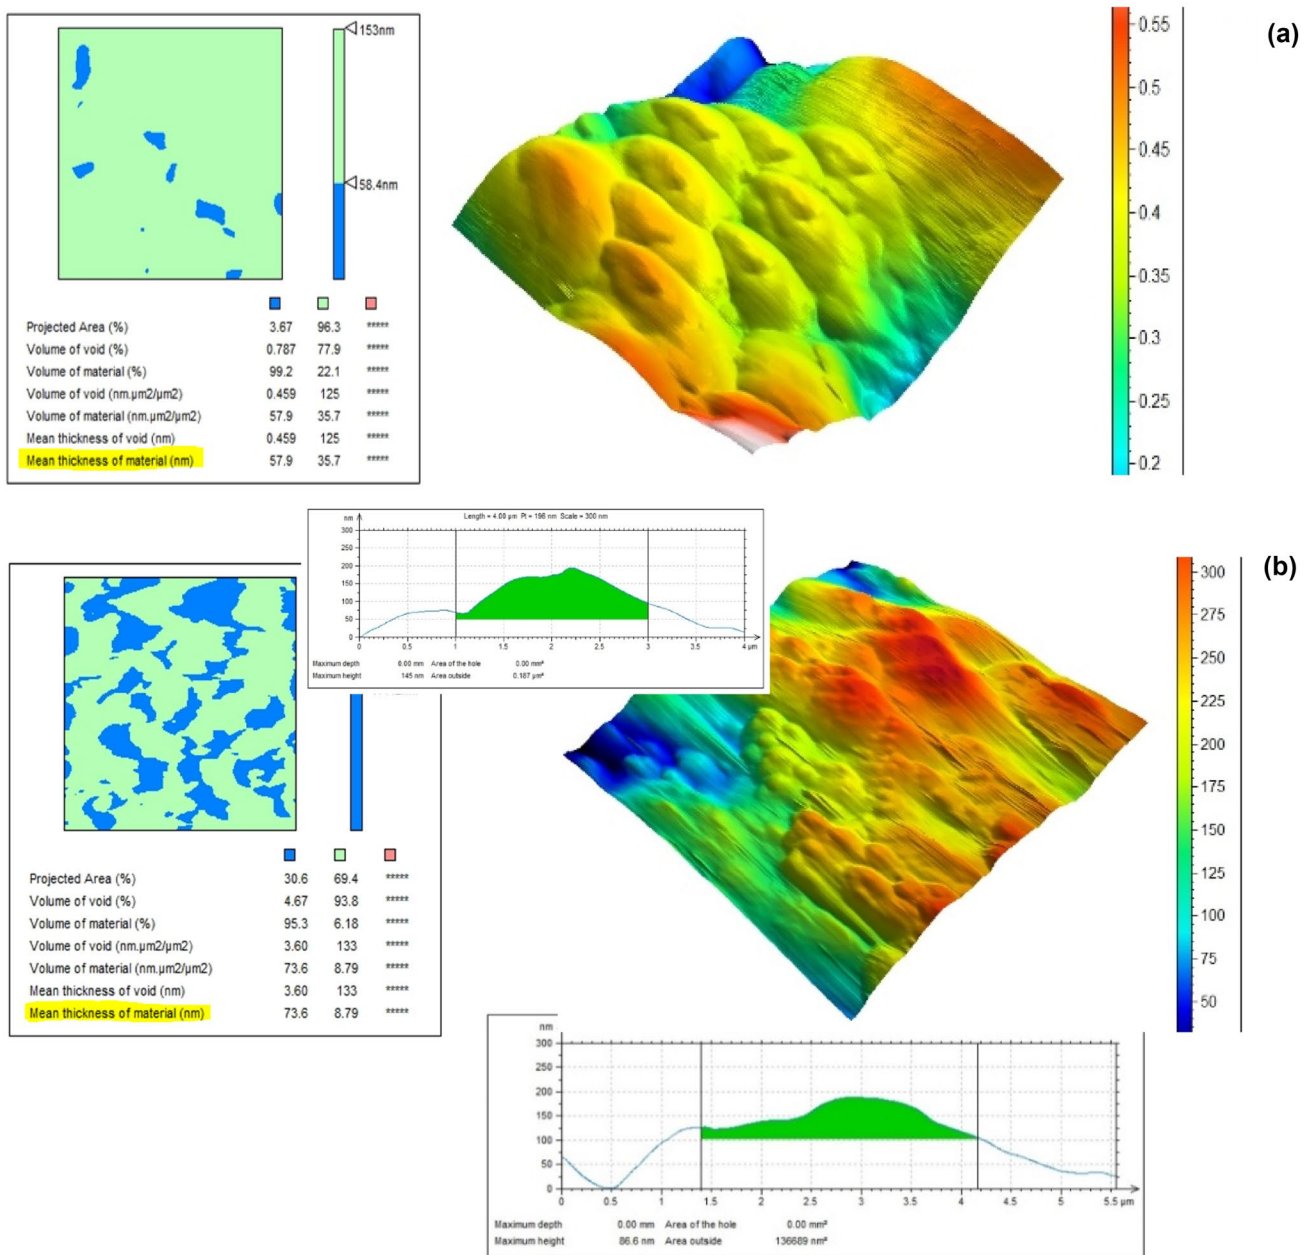 (a)
153nm
58.4nm
Projected Area (%) 3.67 96.3 *****
Volume of void (%) 0.787 77.9 *****
Volume of material (%) 99.2 22.1 *****
Volume of void (nm.µm2/µm2) 0.459 125 *****
Volume of material (nm.µm2/µm2) 57.9 35.7 *****
Mean thickness of void (nm) 0.459 125 *****
Mean thickness of material (nm) 57.9 35.7 *****
0.55
0.5
0.45
0.4
0.35
0.3
0.25
0.2
Length = 4.00 µm Pt = 196 nm Scale = 300 nm
nm
300
250
200
150
100
50
0
0 0.5 1 1.5 2 2.5 3 3.5 4 µm
Maximum depth 0.00 mm Area of the hole 0.00 mm²
Maximum height 145 nm Area outside 0.187 µm²
(b)
Projected Area (%) 30.6 69.4 *****
Volume of void (%) 4.67 93.8 *****
Volume of material (%) 95.3 6.18 *****
Volume of void (nm.µm2/µm2) 3.60 133 *****
Volume of material (nm.µm2/µm2) 73.6 8.79 *****
Mean thickness of void (nm) 3.60 133 *****
Mean thickness of material (nm) 73.6 8.79 *****
300
275
250
225
200
175
150
125
100
75
50
nm
300
250
200
150
100
50
0
0 0.5 1 1.5 2 2.5 3 3.5 4 4.5 5 5.5 µm
Maximum depth 0.00 mm Area of the hole 0.00 mm²
Maximum height 86.6 nm Area outside 136689 nm²